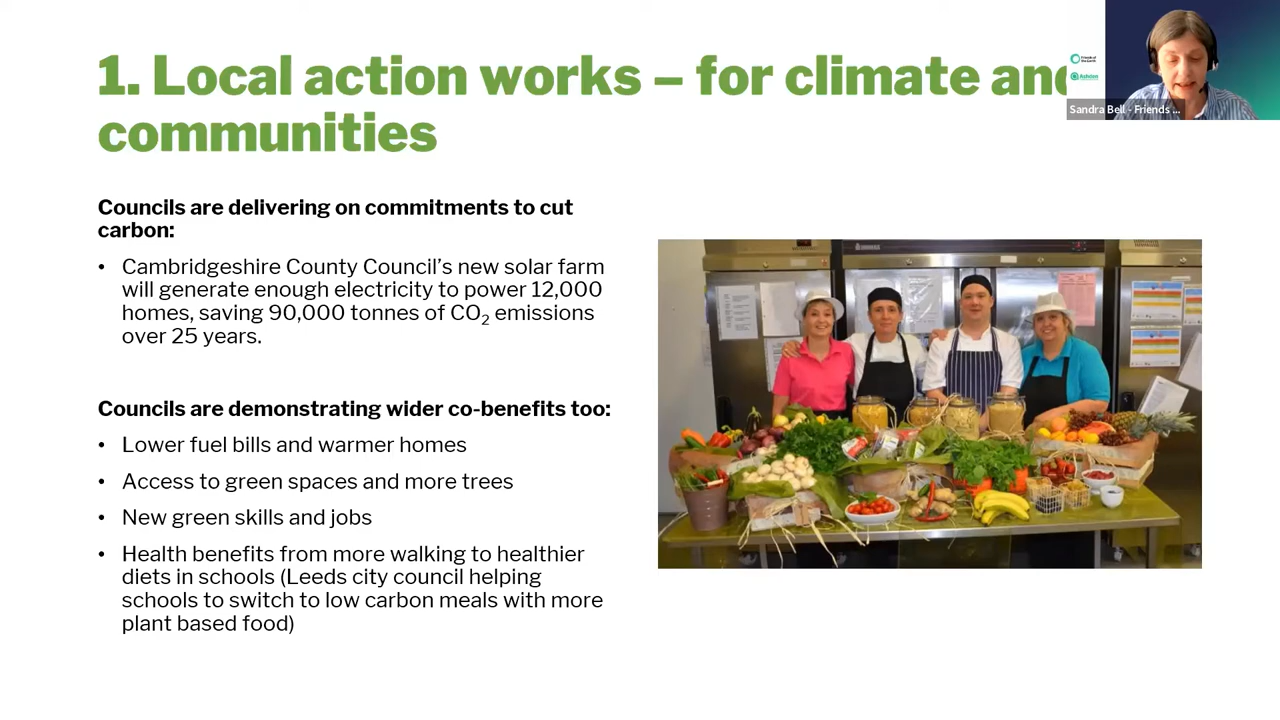 1. Local action works – for climate and
communities
Friends of
the Earth
Ashden
Sandra Bell - Friends ...
Councils are delivering on commitments to cut
carbon:
• Cambridgeshire County Council’s new solar farm
will generate enough electricity to power 12,000
homes, saving 90,000 tonnes of CO₂ emissions
over 25 years.
Councils are demonstrating wider co-benefits too:
• Lower fuel bills and warmer homes
• Access to green spaces and more trees
• New green skills and jobs
• Health benefits from more walking to healthier
diets in schools (Leeds city council helping
schools to switch to low carbon meals with more
plant based food)